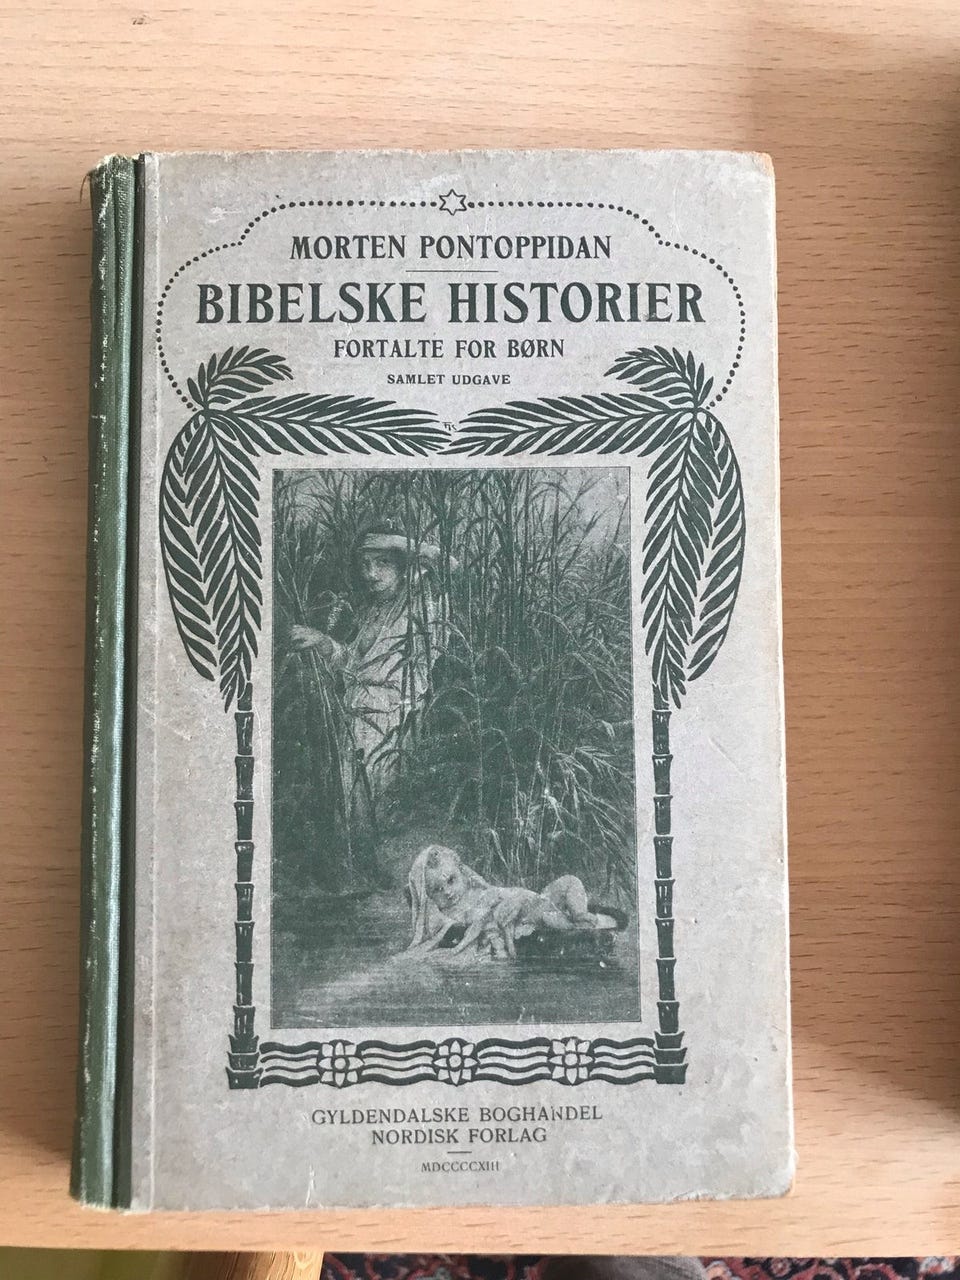 MORTEN PONTOPPIDAN
BIBELSKE HISTORIER
FORTALTE FOR BØRN
SAMLET UDGAVE
GYLDENDALSKE BOGHANDEL
NORDISK FORLAG
MDCCCCXIII